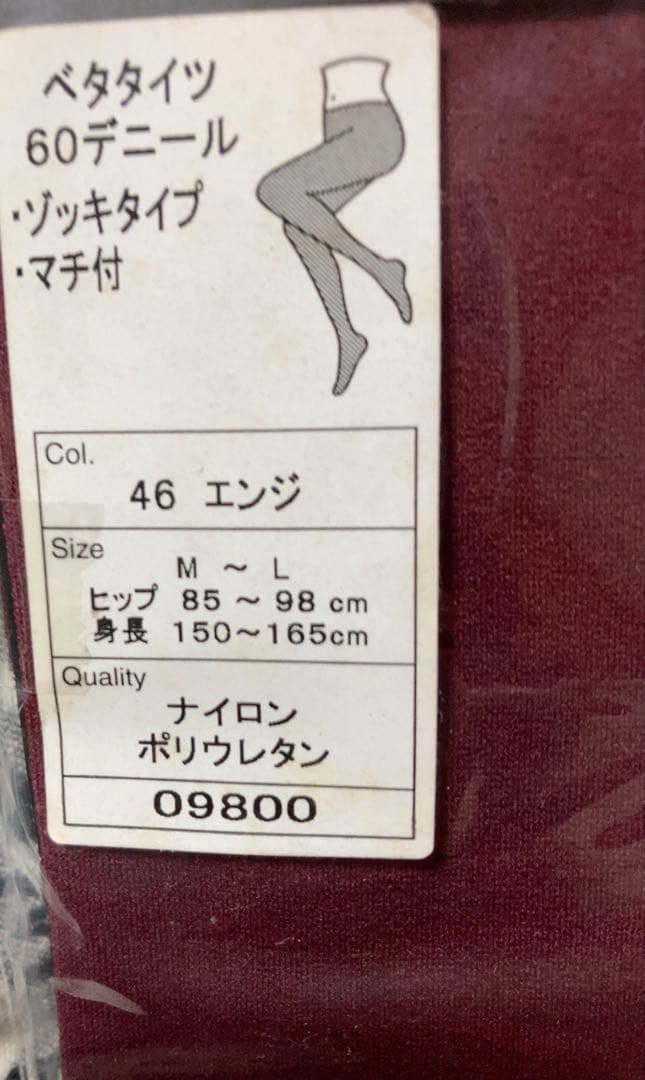 ベタタイツ
60デニール
・ゾッキタイプ
・マチ付
Col.
46 エンジ
Size
M ～ L
ヒップ 85 ～ 98 cm
身長 150～165cm
Quality
ナイロン
ポリウレタン
09800